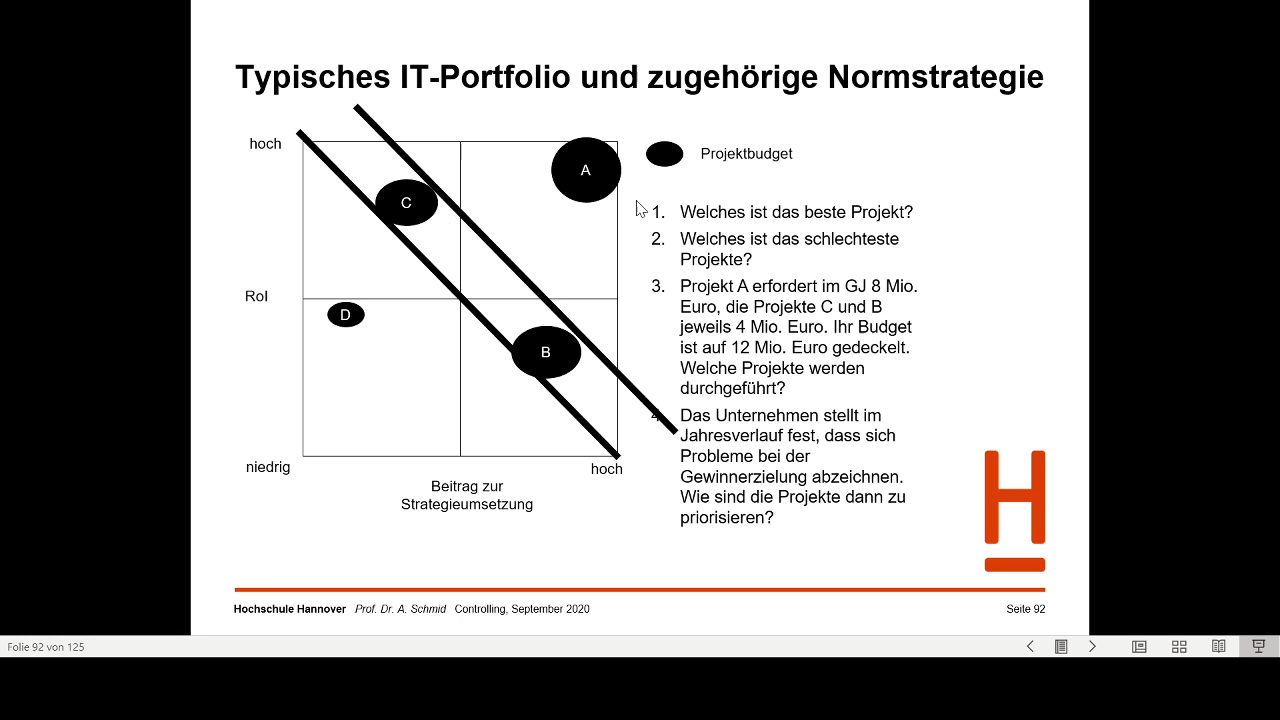 Typisches IT-Portfolio und zugehörige Normstrategie
hoch
A
Projektbudget
C
1. Welches ist das beste Projekt?
2. Welches ist das schlechteste
Projekte?
3. Projekt A erfordert im GJ 8 Mio.
Euro, die Projekte C und B
jeweils 4 Mio. Euro. Ihr Budget
ist auf 12 Mio. Euro gedeckelt.
Welche Projekte werden
durchgeführt?
4. Das Unternehmen stellt im
Jahresverlauf fest, dass sich
Probleme bei der
Gewinnerzielung abzeichnen.
Wie sind die Projekte dann zu
priorisieren?
RoI
D
B
niedrig
hoch
Beitrag zur
Strategieumsetzung
H
Hochschule Hannover Prof. Dr. A. Schmid Controlling, September 2020
Seite 92
Folie 92 von 125